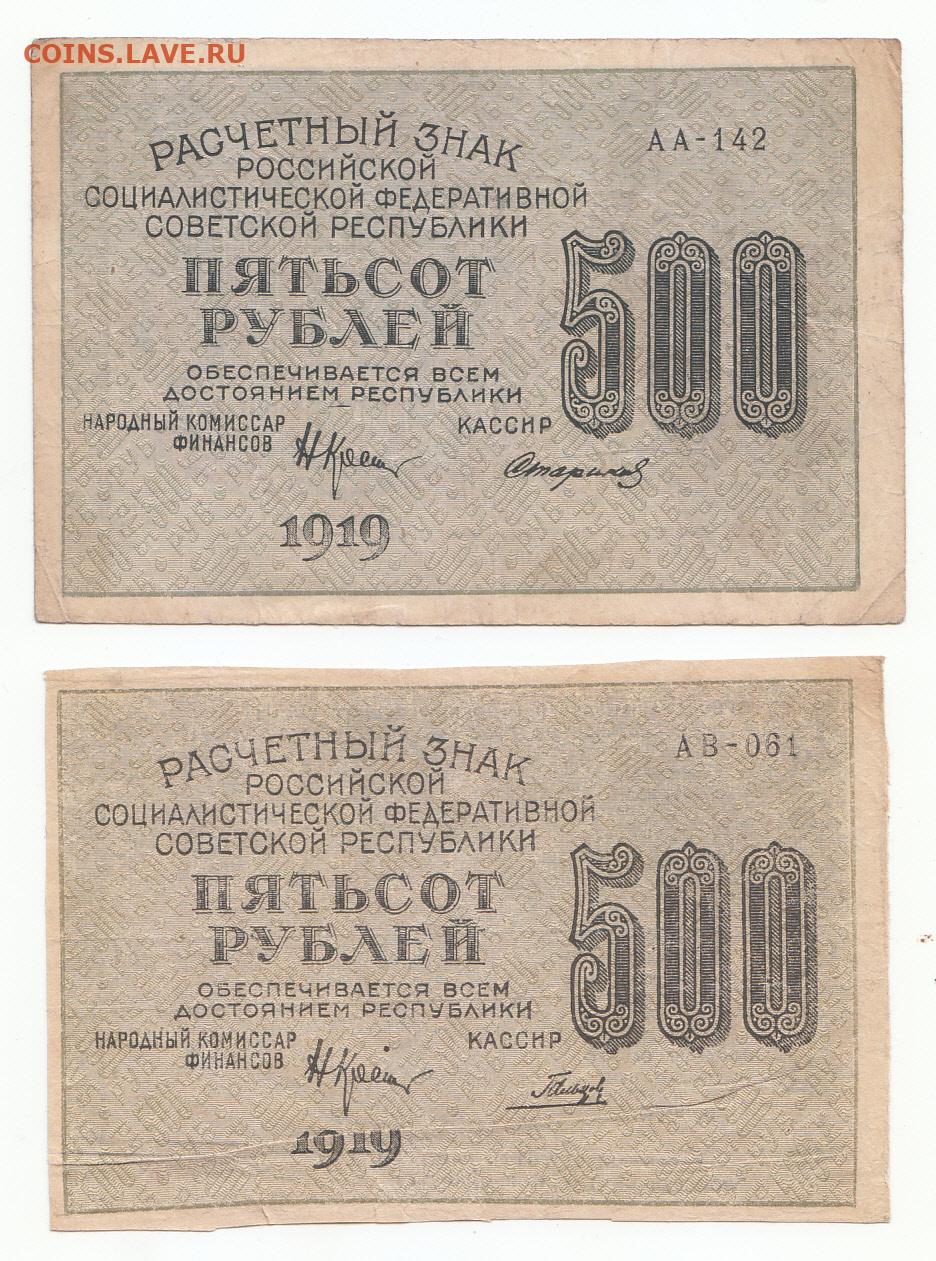 COINS.LAVE.RU
РАСЧЕТНЫЙ ЗНАК
АА-142
РОССИЙСКОЙ
СОЦИАЛИСТИЧЕСКОЙ ФЕДЕРАТИВНОЙ
СОВЕТСКОЙ РЕСПУБЛИКИ
ПЯТЬСОТ
РУБЛЕЙ
500
ОБЕСПЕЧИВАЕТСЯ ВСЕМ
ДОСТОЯНИЕМ РЕСПУБЛИКИ
НАРОДНЫЙ КОМИССАР
ФИНАНСОВ
КАССИР
1919
РАСЧЕТНЫЙ ЗНАК
АВ-061
РОССИЙСКОЙ
СОЦИАЛИСТИЧЕСКОЙ ФЕДЕРАТИВНОЙ
СОВЕТСКОЙ РЕСПУБЛИКИ
ПЯТЬСОТ
РУБЛЕЙ
500
ОБЕСПЕЧИВАЕТСЯ ВСЕМ
ДОСТОЯНИЕМ РЕСПУБЛИКИ
НАРОДНЫЙ КОМИССАР
ФИНАНСОВ
КАССИР
1919